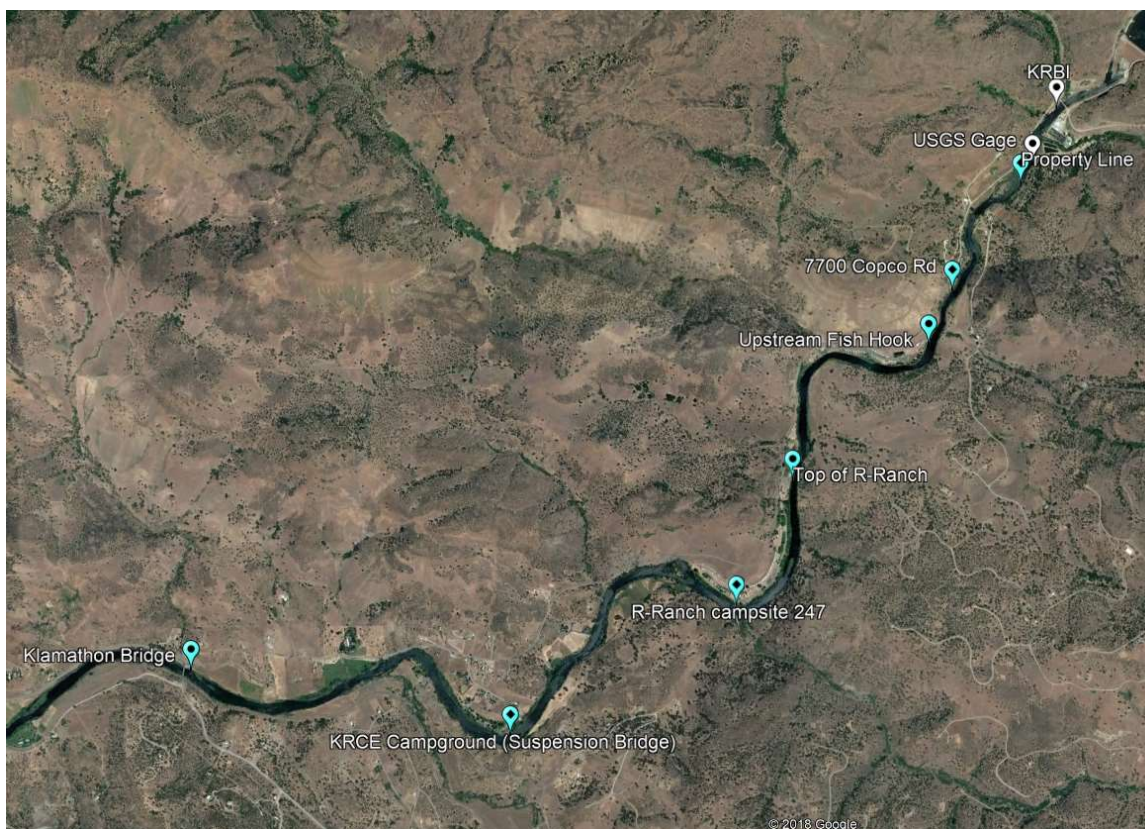 KRBI
USGS Gage
Property Line
7700 Copco Rd
Upstream Fish Hook
Top of R-Ranch
R-Ranch campsite 247
Klamathon Bridge
KRCE Campground (Suspension Bridge)
© 2018 Google